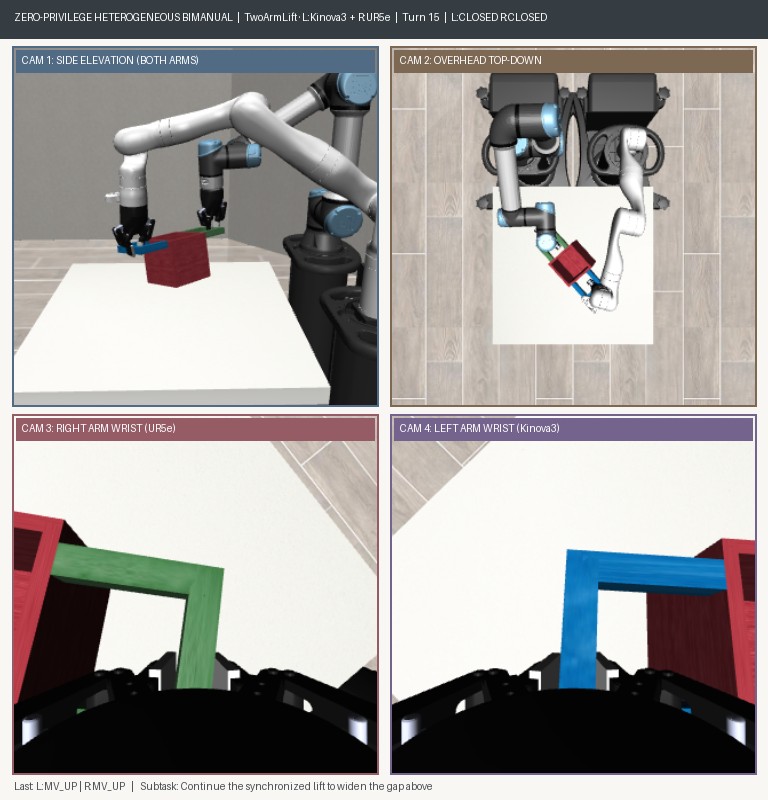 ZERO-PRIVILEGE HETEROGENEOUS BIMANUAL | TwoArmLift · L:Kinova3 + R:UR5e | Turn 15 | L:CLOSED R:CLOSED
CAM 1: SIDE ELEVATION (BOTH ARMS)
CAM 2: OVERHEAD TOP-DOWN
CAM 3: RIGHT ARM WRIST (UR5e)
CAM 4: LEFT ARM WRIST (Kinova3)
Last: L:MV_UP | R:MV_UP | Subtask: Continue the synchronized lift to widen the gap above